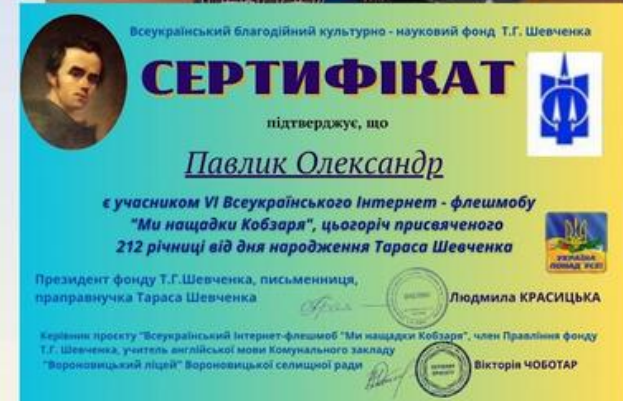 Всеукраїнський благодійний культурно - науковий фонд Т.Г. Шевченка
СЕРТИФІКАТ
підтверджує, що
Павлик Олександр
є учасником VI Всеукраїнського Інтернет - флешмобу
"Ми нащадки Кобзаря", цьогоріч присвяченого
212 річниці від дня народження Тараса Шевченка
УКРАЇНА
ПОНАД УСЕ!
Президент фонду Т.Г.Шевченка, письменниця,
праправнучка Тараса Шевченка
Людмила КРАСИЦЬКА
Керівник проєкту "Всеукраїнський Інтернет-флешмоб "Ми нащадки Кобзаря", член Правління фонду
Т.Г. Шевченка, учитель англійської мови Комунального закладу
"Вороновицький ліцей" Вороновицької селищної ради
Вікторія ЧОБОТАР